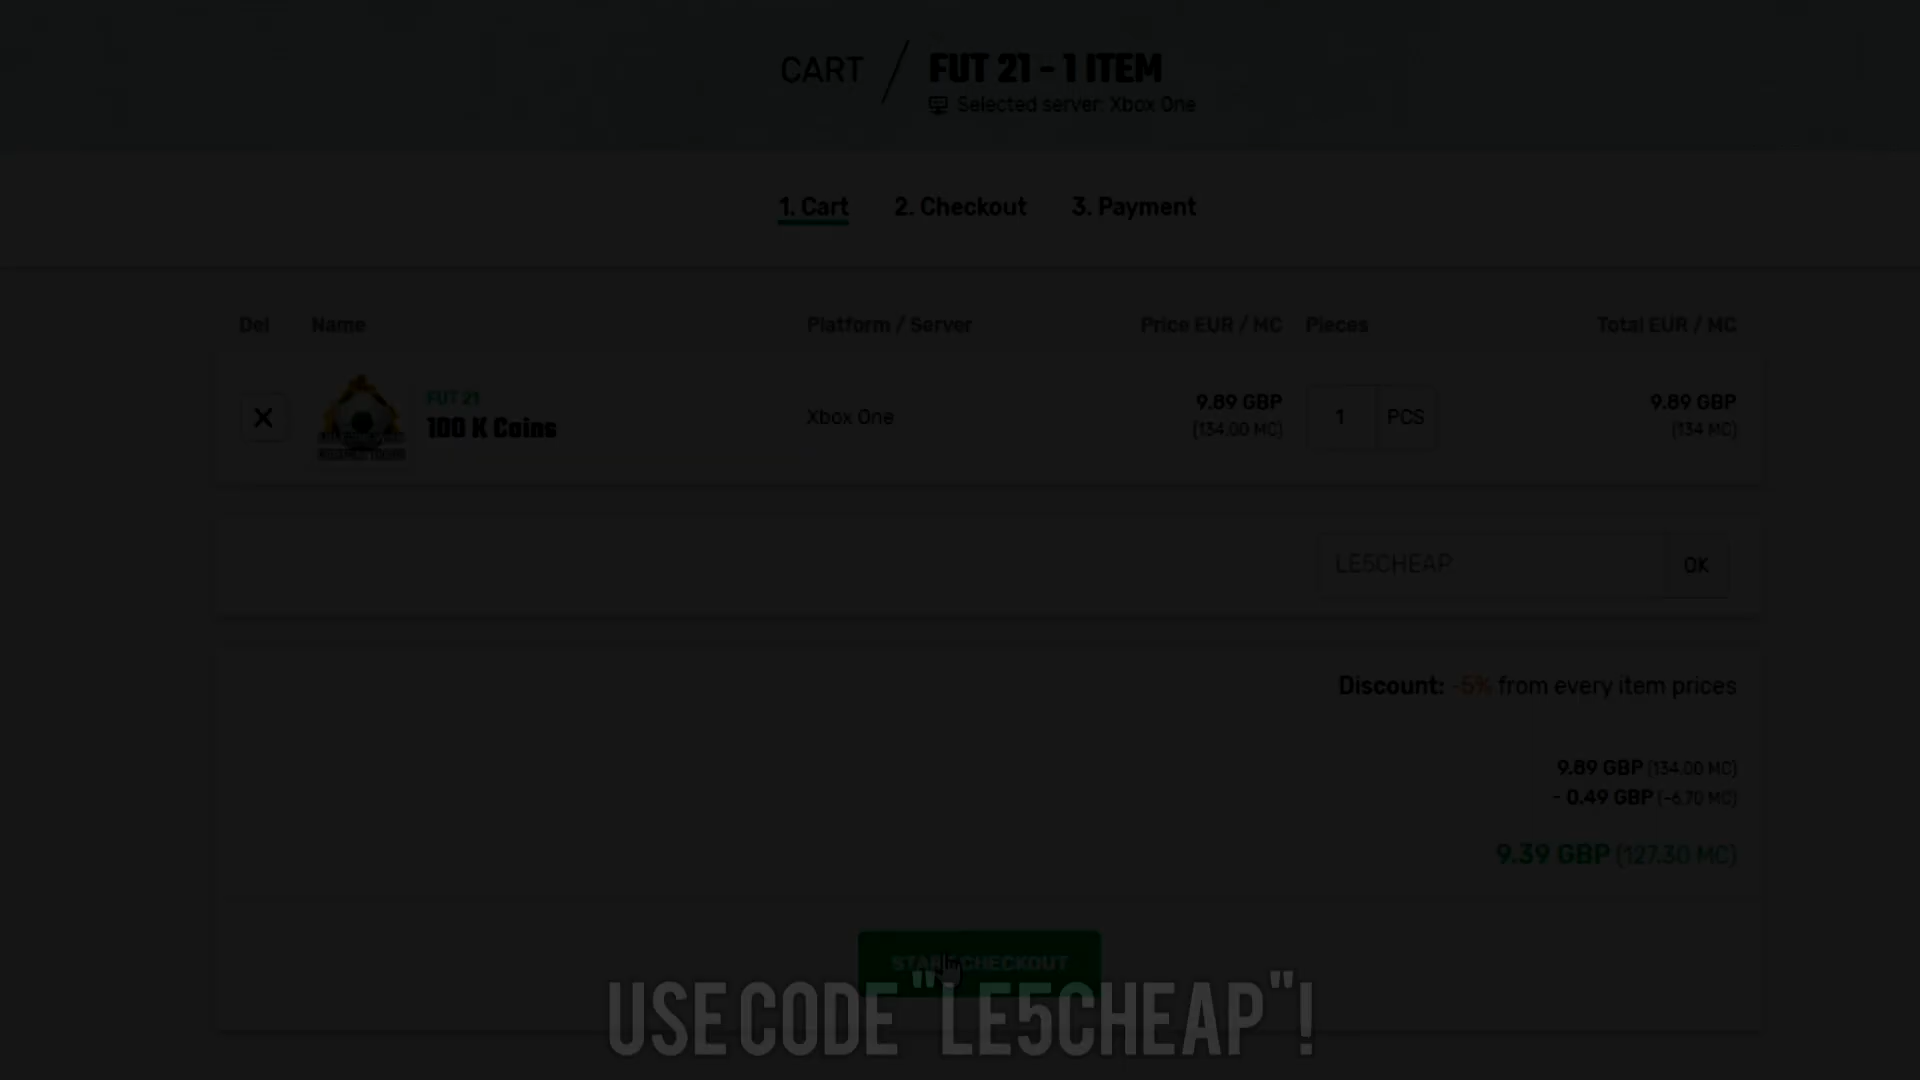 CART / FUT 21 - 1 ITEM
Selected server: Xbox One
1. Cart 2. Checkout 3. Payment
Del Name Platform / Server Price EUR / MC Pieces Total EUR / MC
FUT 21
100 K Coins
Xbox One
9.89 GBP
(134.00 MC)
1 PCS
9.89 GBP
(134 MC)
LE5CHEAP OK
Discount: -5% from every item prices
9.89 GBP (134.00 MC)
- 0.49 GBP (-6.70 MC)
9.39 GBP (127.30 MC)
START CHECKOUT
USE CODE "LE5CHEAP"!